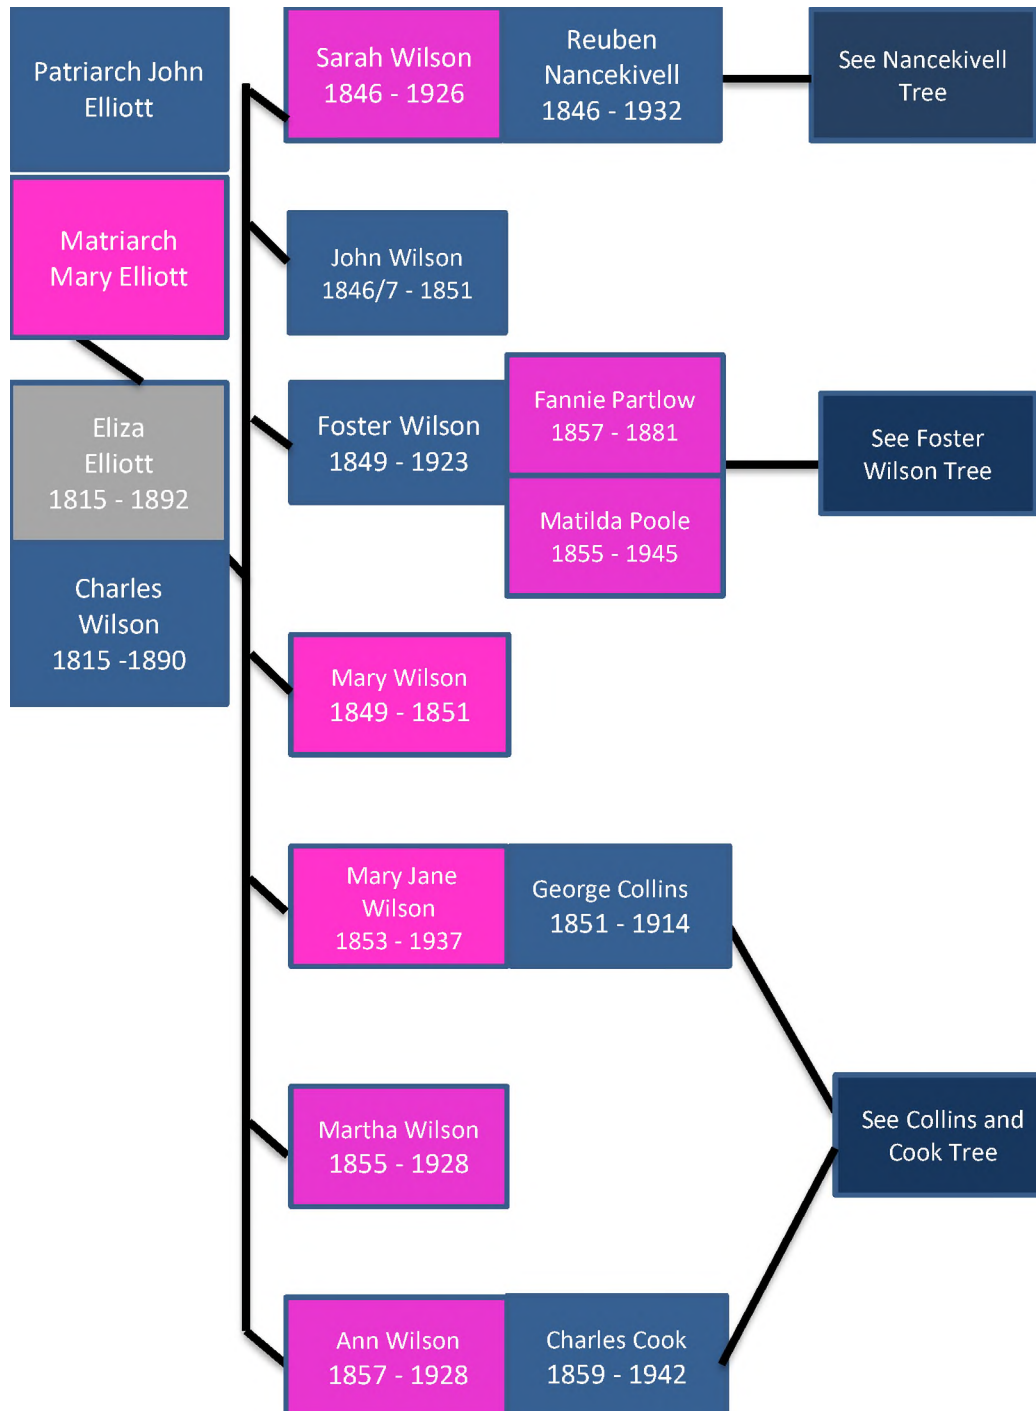 Patriarch John
Elliott
Matriarch
Mary Elliott
Eliza
Elliott
1815 - 1892
Charles
Wilson
1815 -1890
Sarah Wilson
1846 - 1926
Reuben
Nancekivell
1846 - 1932
See Nancekivell
Tree
John Wilson
1846/7 - 1851
Foster Wilson
1849 - 1923
Fannie Partlow
1857 - 1881
Matilda Poole
1855 - 1945
See Foster
Wilson Tree
Mary Wilson
1849 - 1851
Mary Jane
Wilson
1853 - 1937
George Collins
1851 - 1914
Martha Wilson
1855 - 1928
See Collins and
Cook Tree
Ann Wilson
1857 - 1928
Charles Cook
1859 - 1942